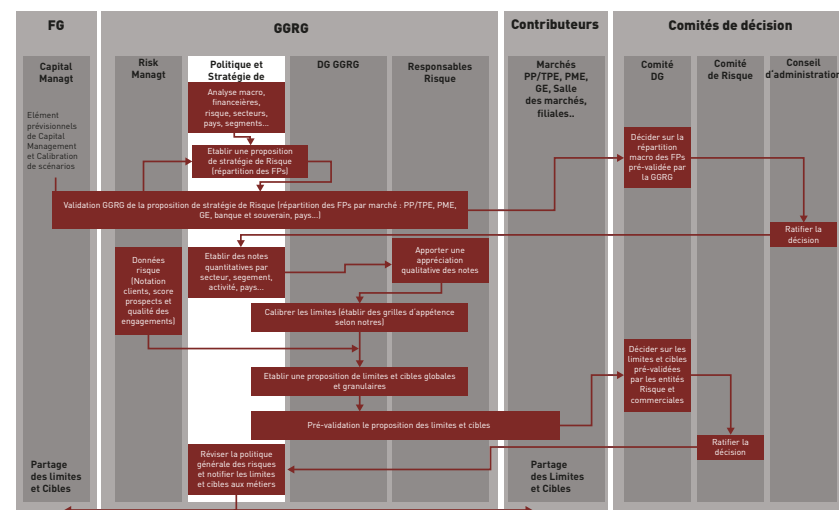 FG
GGRG
Contributeurs
Comités de décision
Capital
Managt
Risk
Managt
Politique et
Stratégie de
DG GGRG
Responsables
Risque
Marchés
PP/TPE, PME,
GE, Salle
des marchés,
filiales..
Comité
DG
Comité
de Risque
Conseil
d'administration
Elément
prévisionnels
de Capital
Management
et Calibration
de scénarios
Analyse macro,
financeières,
risque, secteurs,
pays, segments...
Etablir une proposition
de stratégie de Risque
(répartition des FPs)
Décider sur la
répartition
macro des FPs
pré-validée par
la GGRG
Validation GGRG de la proposition de stratégie de Risque (répartition des FPs par marché : PP/TPE, PME,
GE, banque et souverain, pays...)
Ratifier la
décision
Données
risque
(Notation
clients, score
prospects et
qualité des
engagements)
Etablir des notes
quantitatives par
secteur, segement,
activité, pays...
Apporter une
appréciation
qualitative des notes
Calibrer les limites (établir des grilles d'appétence
selon notres)
Décider sur les
limites et cibles
pré-validées
par les entités
Risque et
commerciales
Etablir une proposition de limites et cibles globales
et granulaires
Pré-validation le proposition des limites et cibles
Ratifier la
décision
Réviser la politique
générale des risques
et notifier les limites
et cibles aux métiers
Partage
des limites
et Cibles
Partage
des Limites
et Cibles